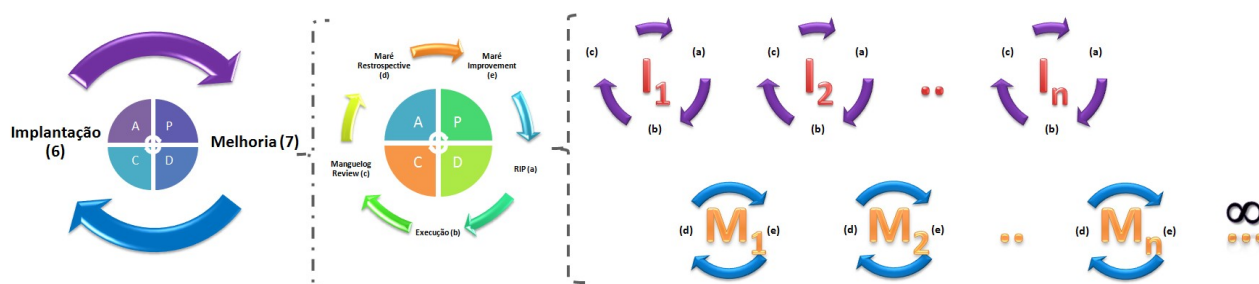 Implantação
(6)
A P
C D
Melhoria (7)
Maré
Restrospective
(d)
Maré
Improvement
(e)
A P
C D
RIP (a)
Execução (b)
Manguelog
Review (c)
(c) (a)
I1
(b)
(c) (a)
I2
(b)
..
(c) (a)
In
(b)
(d) M1 (e)
(d) M2 (e)
..
(d) Mn (e)
∞
...